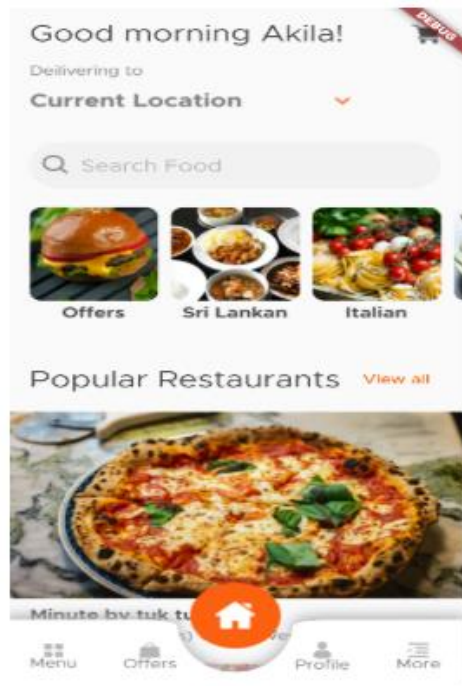 Good morning Akila!
DEBUG
Deilivering to
Current Location
Search Food
Offers
Sri Lankan
Italian
Popular Restaurants
View all
Minute by tuk
Menu
Offers
Profile
More